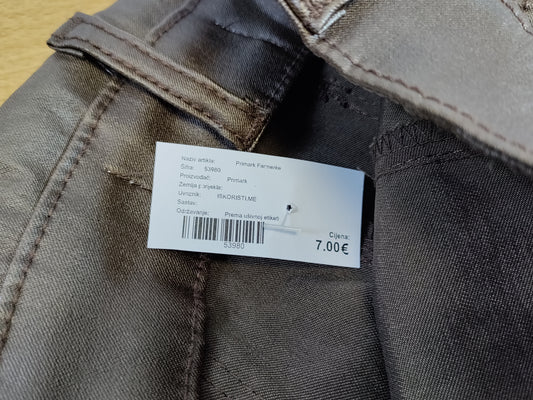 Naziv artikla: Primark Farmerke
Šifra: 53980
Proizvođač: Primark
Zemlja porijekla:
Uvoznik: ISKORISTI.ME
Sastav:
Održavanje: Prema ušivnoj etiketi
53980
Cijena:
7.00€